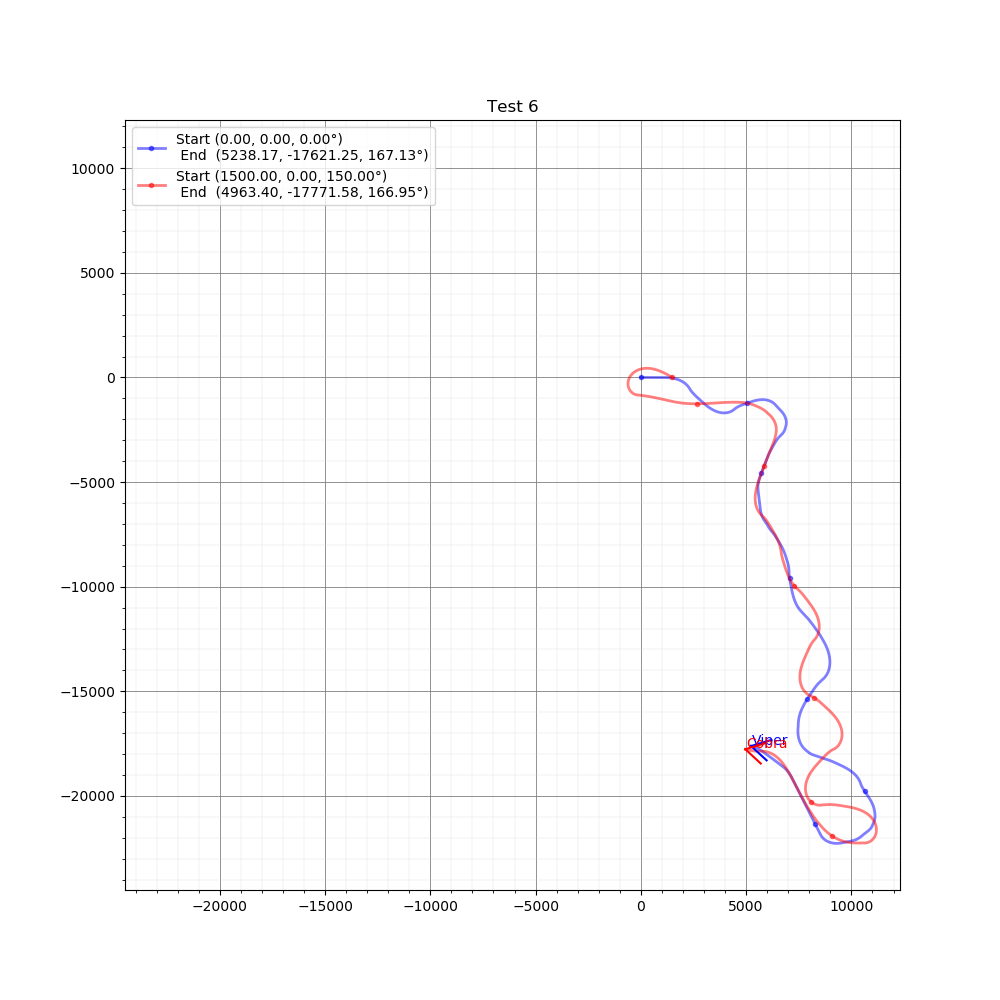 Test 6
Start (0.00, 0.00, 0.00°)
End  (5238.17, -17621.25, 167.13°)
Start (1500.00, 0.00, 150.00°)
End  (4963.40, -17771.58, 166.95°)
10000
5000
0
−5000
−10000
−15000
−20000
Viper
cobra
−20000 −15000 −10000 −5000 0 5000 10000